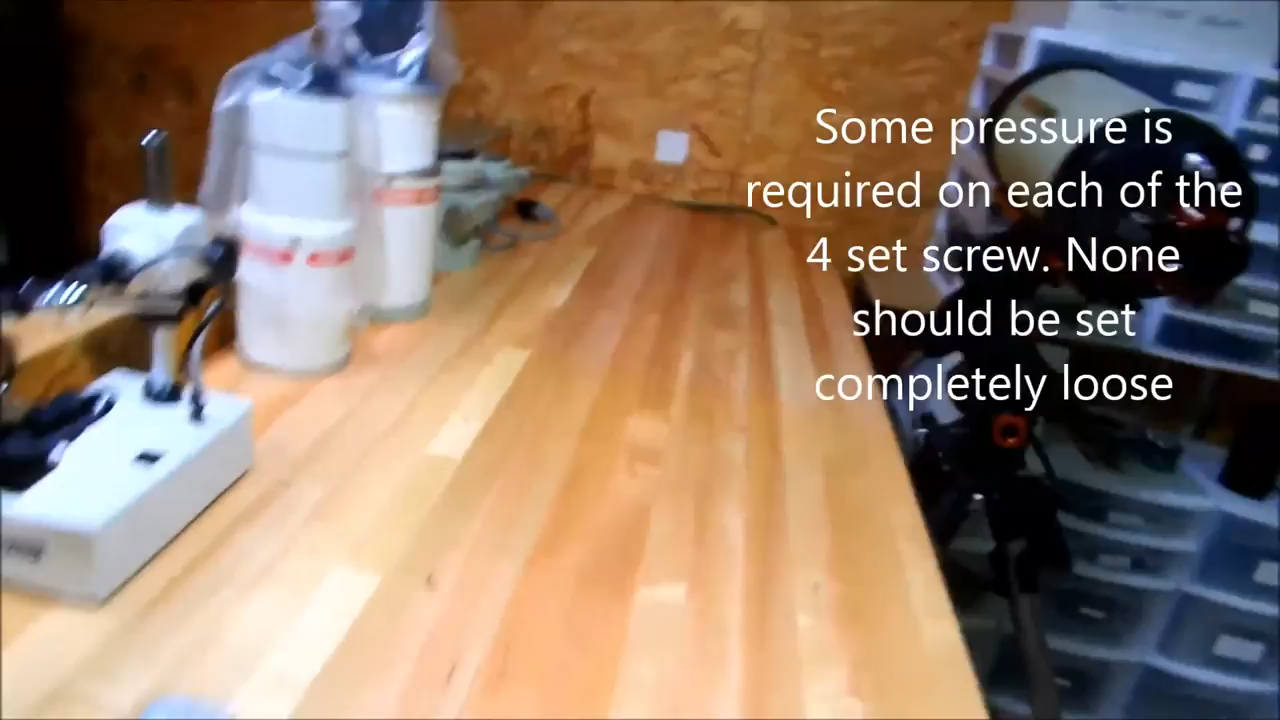 Some pressure is
required on each of the
4 set screw. None
should be set
completely loose